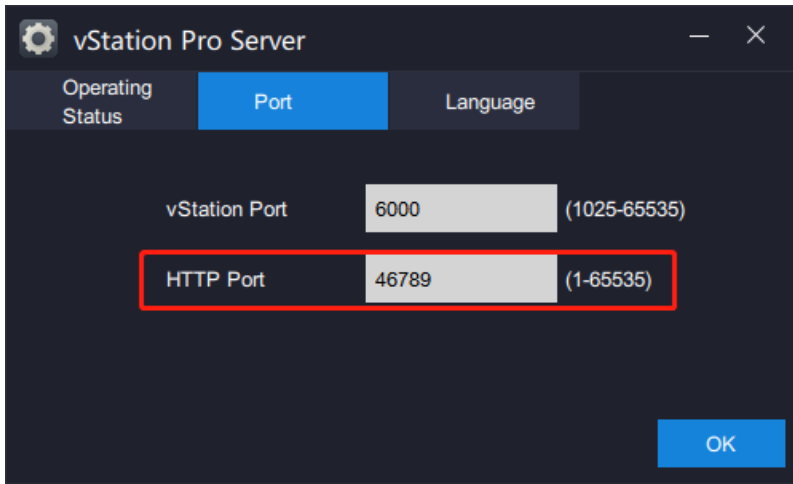 vStation Pro Server
Operating
Status
Port
Language
vStation Port 6000 (1025-65535)
HTTP Port 46789 (1-65535)
OK